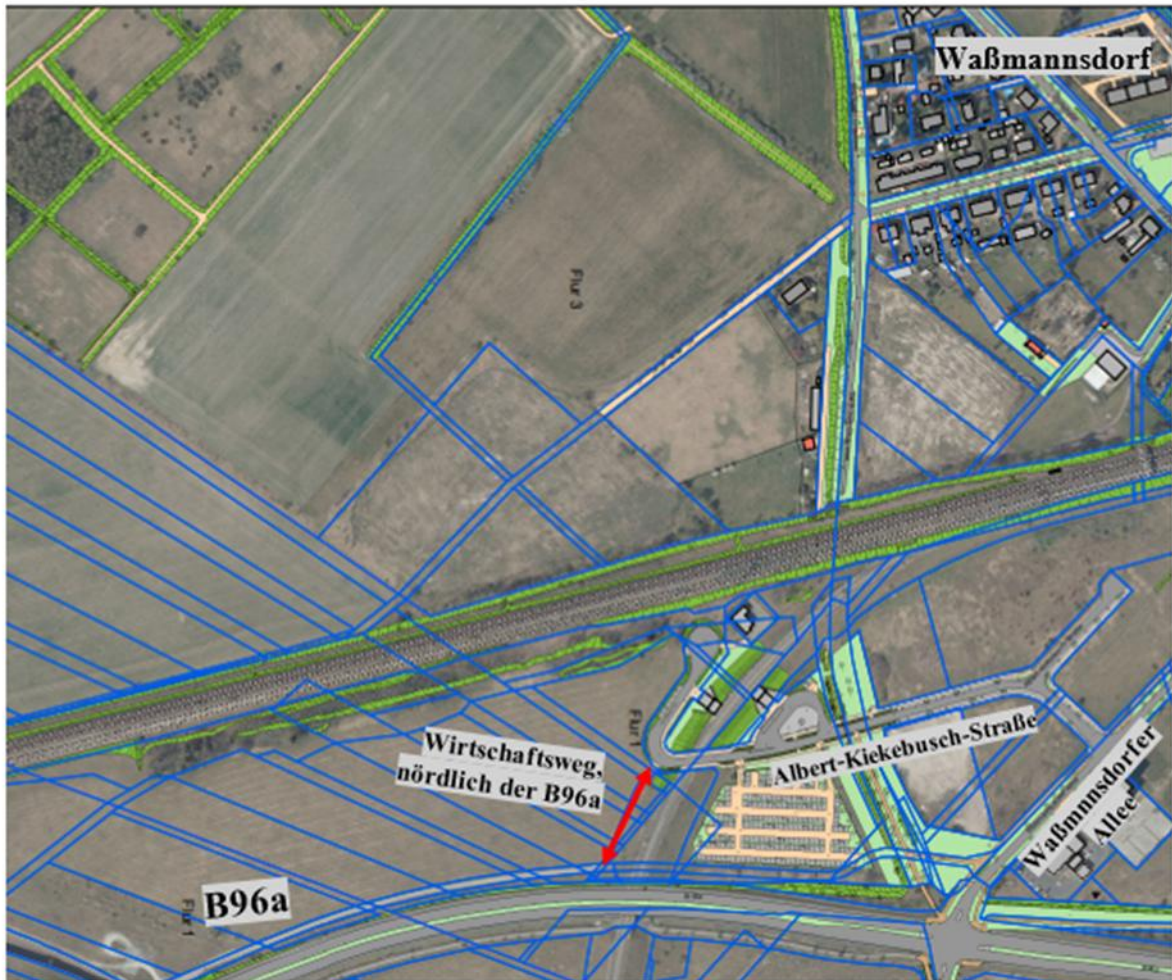 Waßmannsdorf
Flur 3
Flur 1
Wirtschaftsweg,
nördlich der B96a
Albert-Kiekebusch-Straße
Waßmnnsdorfer
Allee
B96a
Flur 1